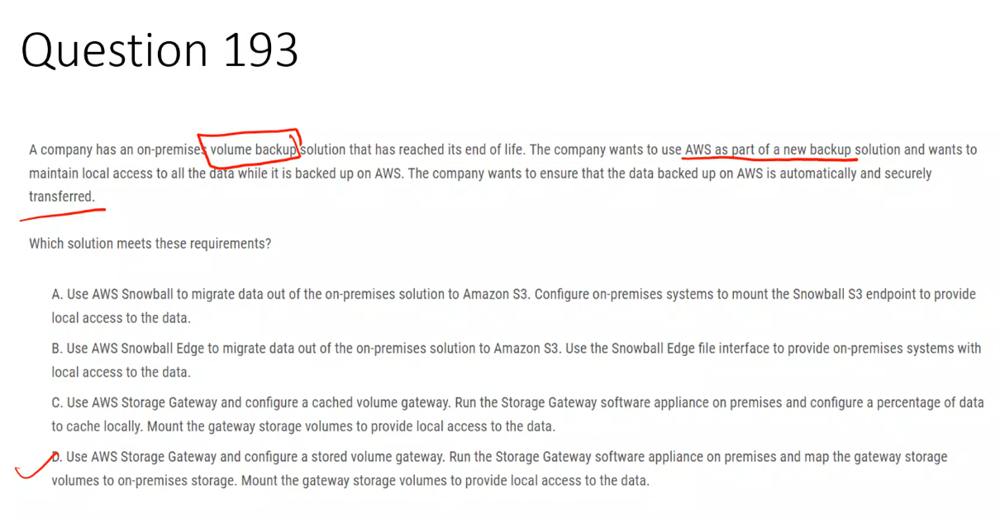 Question 193
A company has an on-premises volume backup solution that has reached its end of life. The company wants to use AWS as part of a new backup solution and wants to
maintain local access to all the data while it is backed up on AWS. The company wants to ensure that the data backed up on AWS is automatically and securely
transferred.
Which solution meets these requirements?
A. Use AWS Snowball to migrate data out of the on-premises solution to Amazon S3. Configure on-premises systems to mount the Snowball S3 endpoint to provide
local access to the data.
B. Use AWS Snowball Edge to migrate data out of the on-premises solution to Amazon S3. Use the Snowball Edge file interface to provide on-premises systems with
local access to the data.
C. Use AWS Storage Gateway and configure a cached volume gateway. Run the Storage Gateway software appliance on premises and configure a percentage of data
to cache locally. Mount the gateway storage volumes to provide local access to the data.
D. Use AWS Storage Gateway and configure a stored volume gateway. Run the Storage Gateway software appliance on premises and map the gateway storage
volumes to on-premises storage. Mount the gateway storage volumes to provide local access to the data.